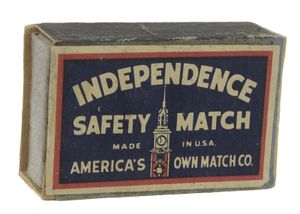 INDEPENDENCE
SAFETY MATCH
MADE IN U.S.A.
AMERICA'S OWN MATCH CO.